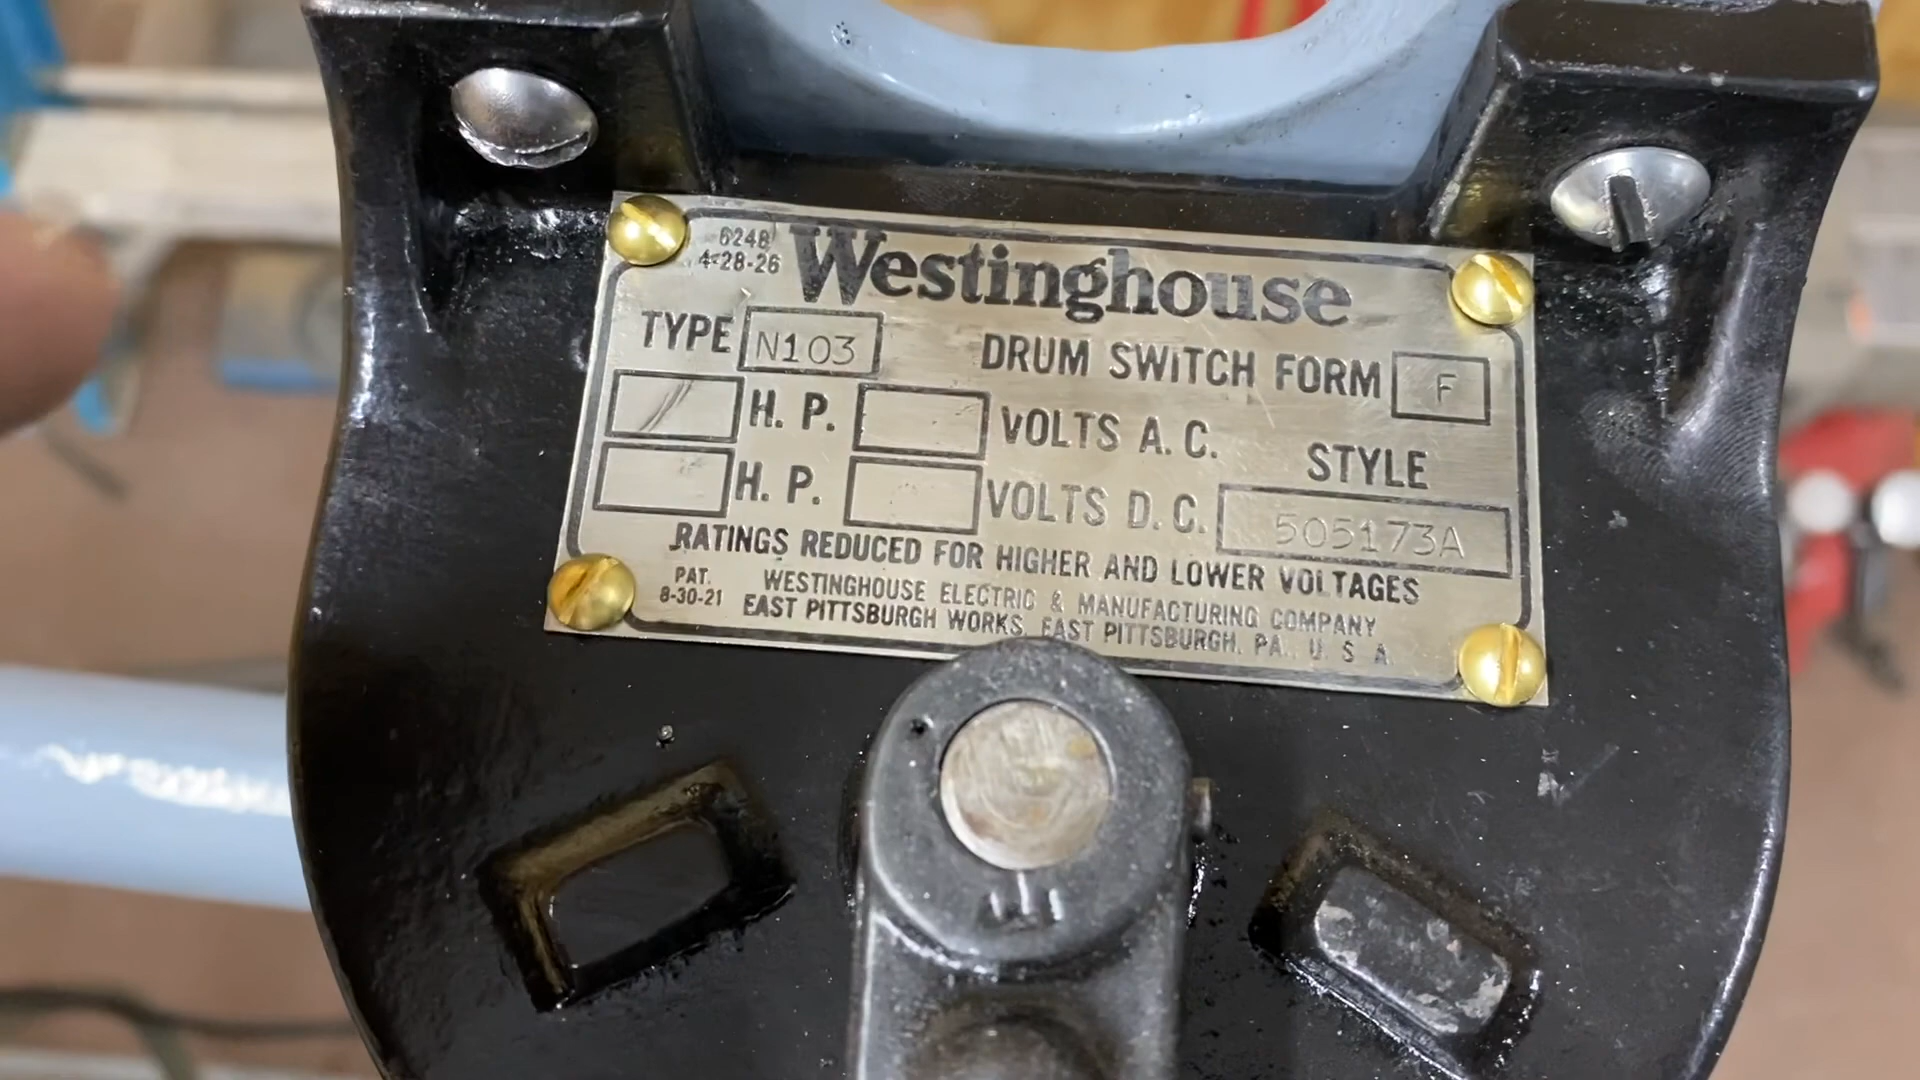 6248
4-28-26
Westinghouse
TYPE N103 DRUM SWITCH FORM F
H. P. VOLTS A. C.
STYLE
H. P. VOLTS D. C. 505173A
RATINGS REDUCED FOR HIGHER AND LOWER VOLTAGES
PAT.
8-30-21
WESTINGHOUSE ELECTRIC & MANUFACTURING COMPANY
EAST PITTSBURGH WORKS, EAST PITTSBURGH, PA., U. S. A.